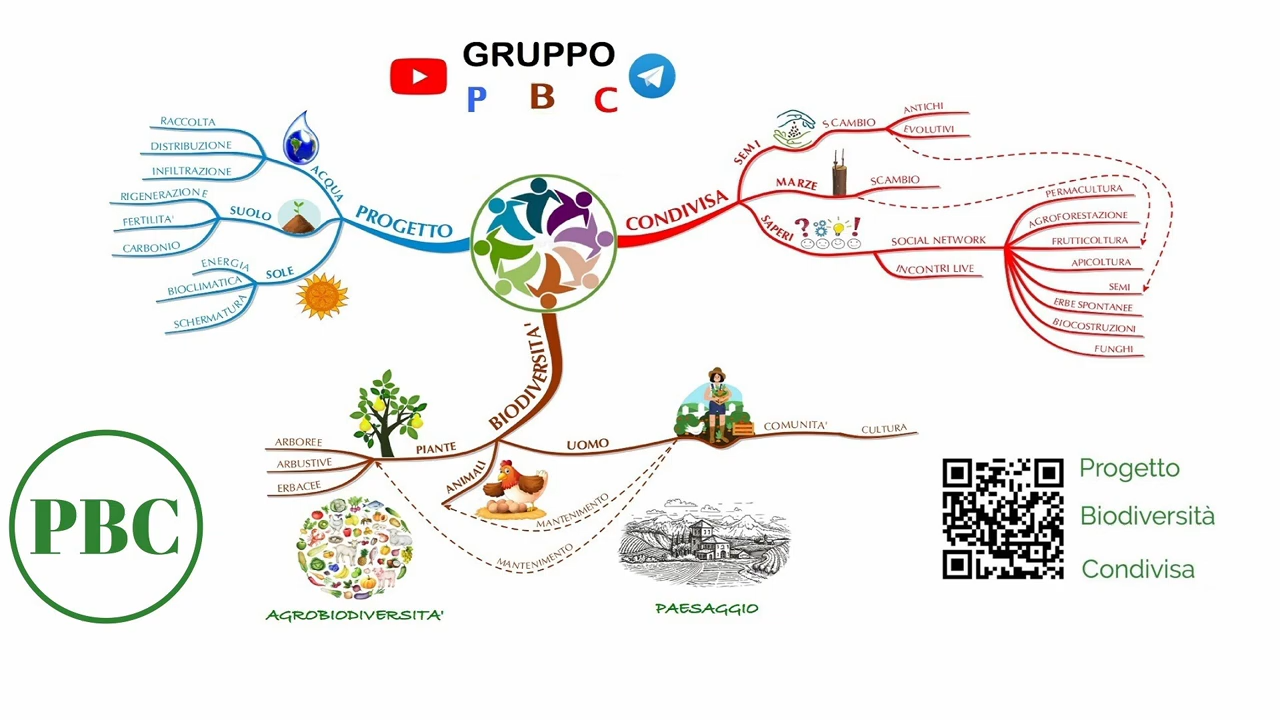 GRUPPO
P B C
RACCOLTA
DISTRIBUZIONE
INFILTRAZIONE
ACQUA
RIGENERAZIONE
FERTILITA'
CARBONIO
SUOLO
ENERGIA
BIOCLIMATICA
SCHERMATURA
SOLE
PROGETTO
CONDIVISA
SEMI
SCAMBIO
ANTICHI
EVOLUTIVI
MARZE
SCAMBIO
SAPERI
? !
SOCIAL NETWORK
INCONTRI LIVE
PERMACULTURA
AGROFORESTAZIONE
FRUTTICOLTURA
APICOLTURA
SEMI
ERBE SPONTANEE
BIOCOSTRUZIONI
FUNGHI
BIODIVERSITA'
PIANTE
ARBOREE
ARBUSTIVE
ERBACEE
ANIMALI
UOMO
COMUNITA'
CULTURA
MANTENIMENTO
MANTENIMENTO
AGROBIODIVERSITA'
PAESAGGIO
PBC
Progetto
Biodiversità
Condivisa